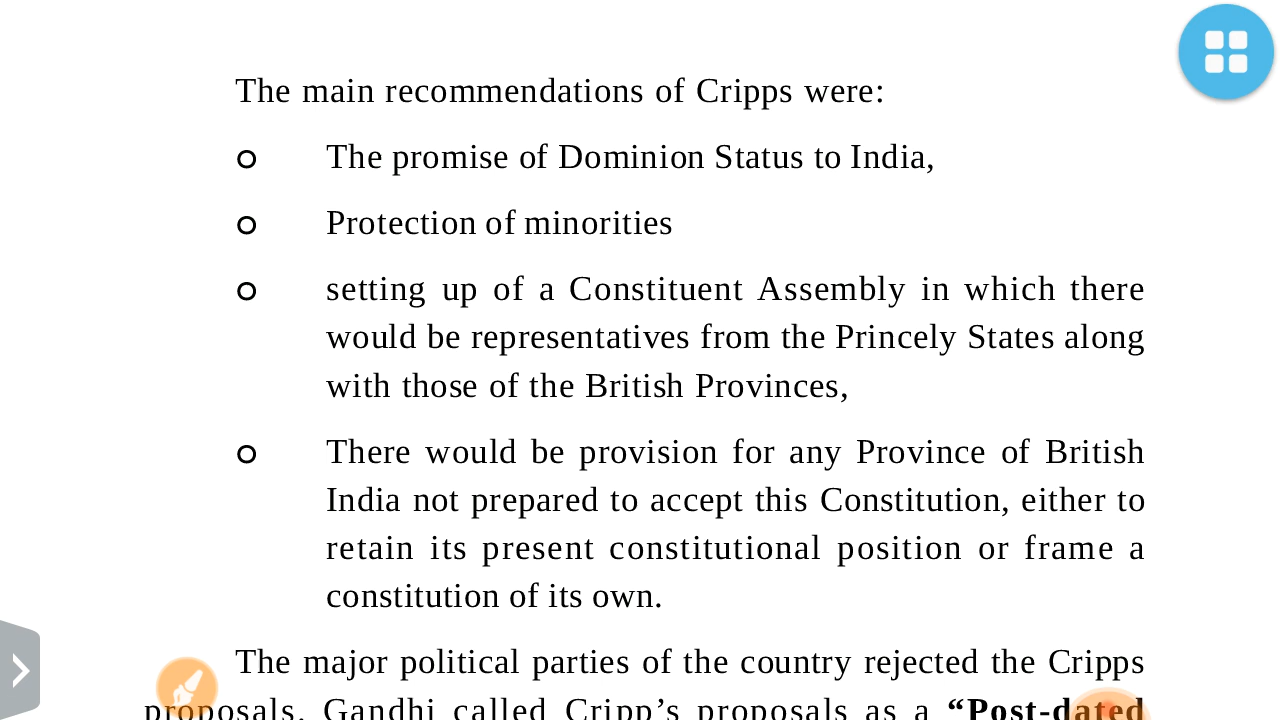 The main recommendations of Cripps were:
o The promise of Dominion Status to India,
o Protection of minorities
o setting up of a Constituent Assembly in which there
would be representatives from the Princely States along
with those of the British Provinces,
o There would be provision for any Province of British
India not prepared to accept this Constitution, either to
retain its present constitutional position or frame a
constitution of its own.
The major political parties of the country rejected the Cripps
proposals. Gandhi called Cripp’s proposals as a “Post-dated